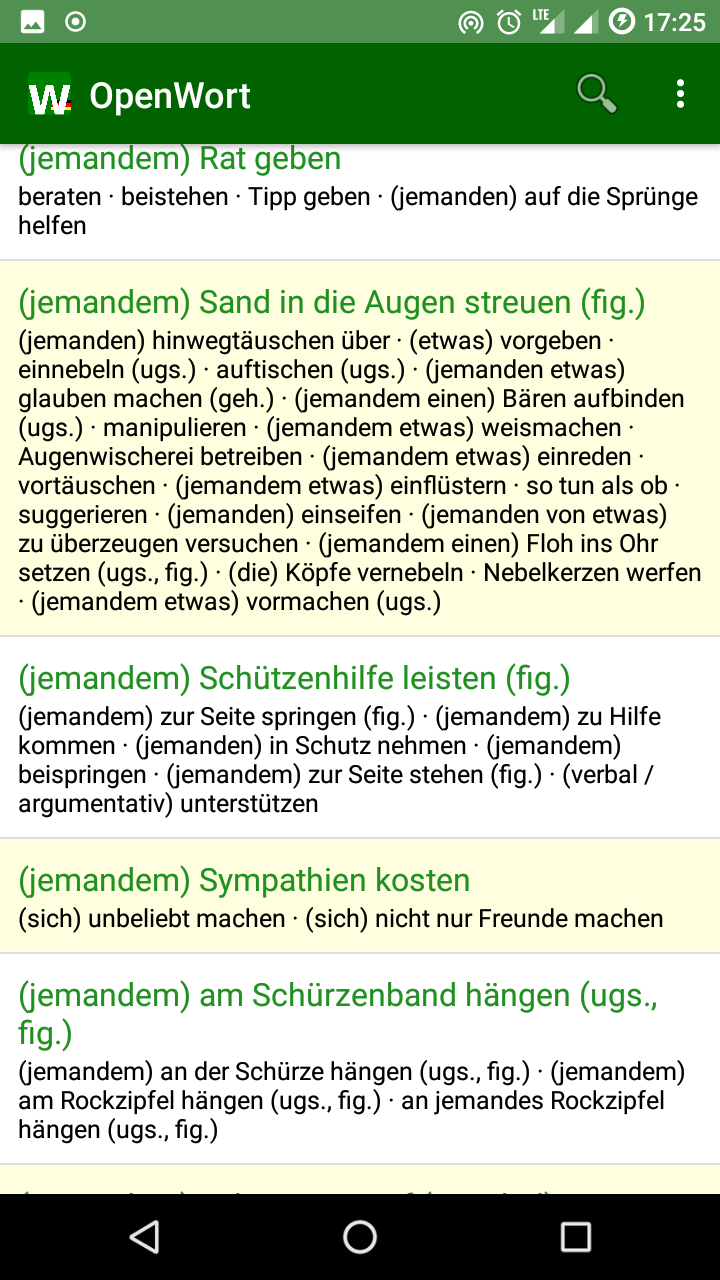 LTE 17:25
W OpenWort
(jemandem) Rat geben
beraten · beistehen · Tipp geben · (jemanden) auf die Sprünge
helfen
(jemandem) Sand in die Augen streuen (fig.)
(jemanden) hinwegtäuschen über · (etwas) vorgeben ·
einnebeln (ugs.) · auftischen (ugs.) · (jemanden etwas)
glauben machen (geh.) · (jemandem einen) Bären aufbinden
(ugs.) · manipulieren · (jemandem etwas) weismachen ·
Augenwischerei betreiben · (jemandem etwas) einreden ·
vortäuschen · (jemandem etwas) einflüstern · so tun als ob ·
suggerieren · (jemanden) einseifen · (jemanden von etwas)
zu überzeugen versuchen · (jemandem einen) Floh ins Ohr
setzen (ugs., fig.) · (die) Köpfe vernebeln · Nebelkerzen werfen
· (jemandem etwas) vormachen (ugs.)
(jemandem) Schützenhilfe leisten (fig.)
(jemandem) zur Seite springen (fig.) · (jemandem) zu Hilfe
kommen · (jemanden) in Schutz nehmen · (jemandem)
beispringen · (jemandem) zur Seite stehen (fig.) · (verbal /
argumentativ) unterstützen
(jemandem) Sympathien kosten
(sich) unbeliebt machen · (sich) nicht nur Freunde machen
(jemandem) am Schürzenband hängen (ugs.,
fig.)
(jemandem) an der Schürze hängen (ugs., fig.) · (jemandem)
am Rockzipfel hängen (ugs., fig.) · an jemandes Rockzipfel
hängen (ugs., fig.)